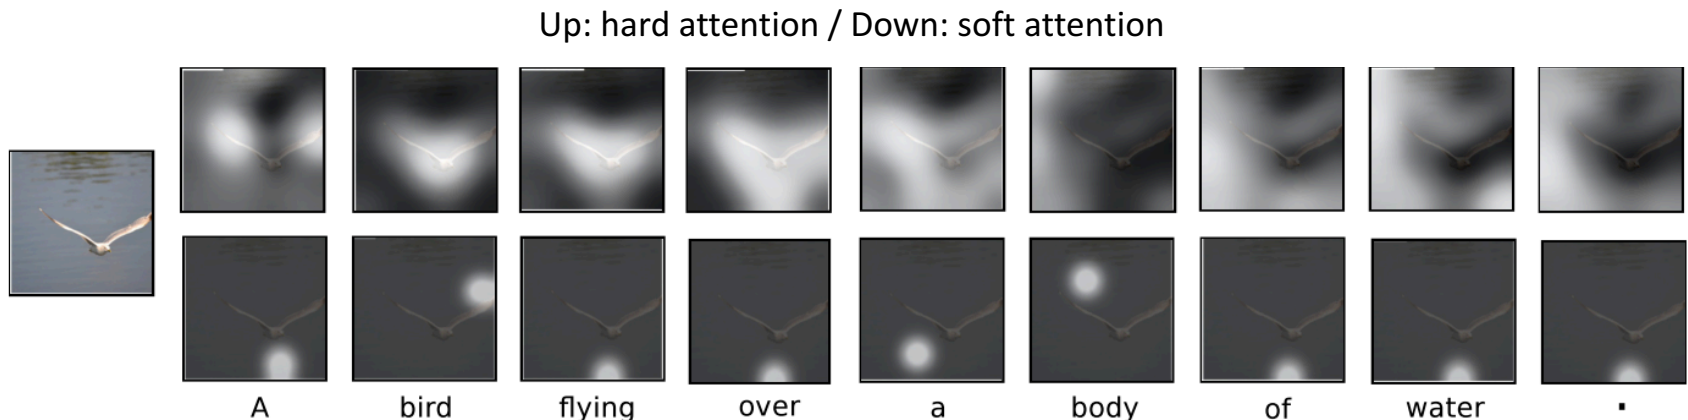 Up: hard attention / Down: soft attention
A bird flying over a body of water .